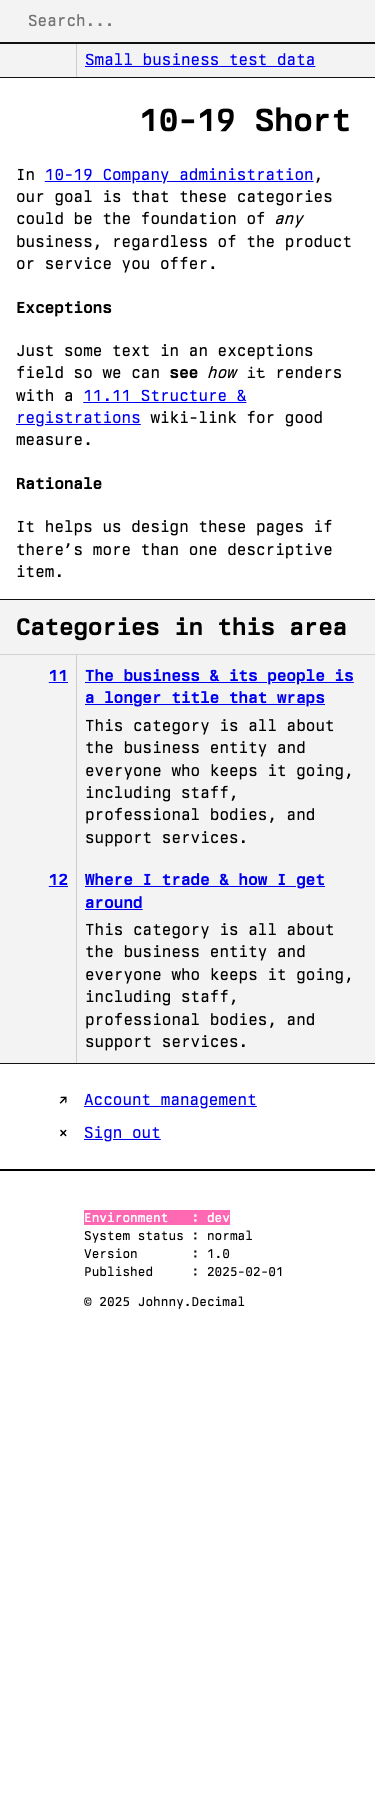 Search...
Small business test data
10-19 Short
In 10-19 Company administration,
our goal is that these categories
could be the foundation of any
business, regardless of the product
or service you offer.
Exceptions
Just some text in an exceptions
field so we can see how it renders
with a 11.11 Structure &
registrations wiki-link for good
measure.
Rationale
It helps us design these pages if
there’s more than one descriptive
item.
Categories in this area
11 The business & its people is
a longer title that wraps
This category is all about
the business entity and
everyone who keeps it going,
including staff,
professional bodies, and
support services.
12 Where I trade & how I get
around
This category is all about
the business entity and
everyone who keeps it going,
including staff,
professional bodies, and
support services.
↗ Account management
× Sign out
Environment : dev
System status : normal
Version : 1.0
Published : 2025-02-01
© 2025 Johnny.Decimal